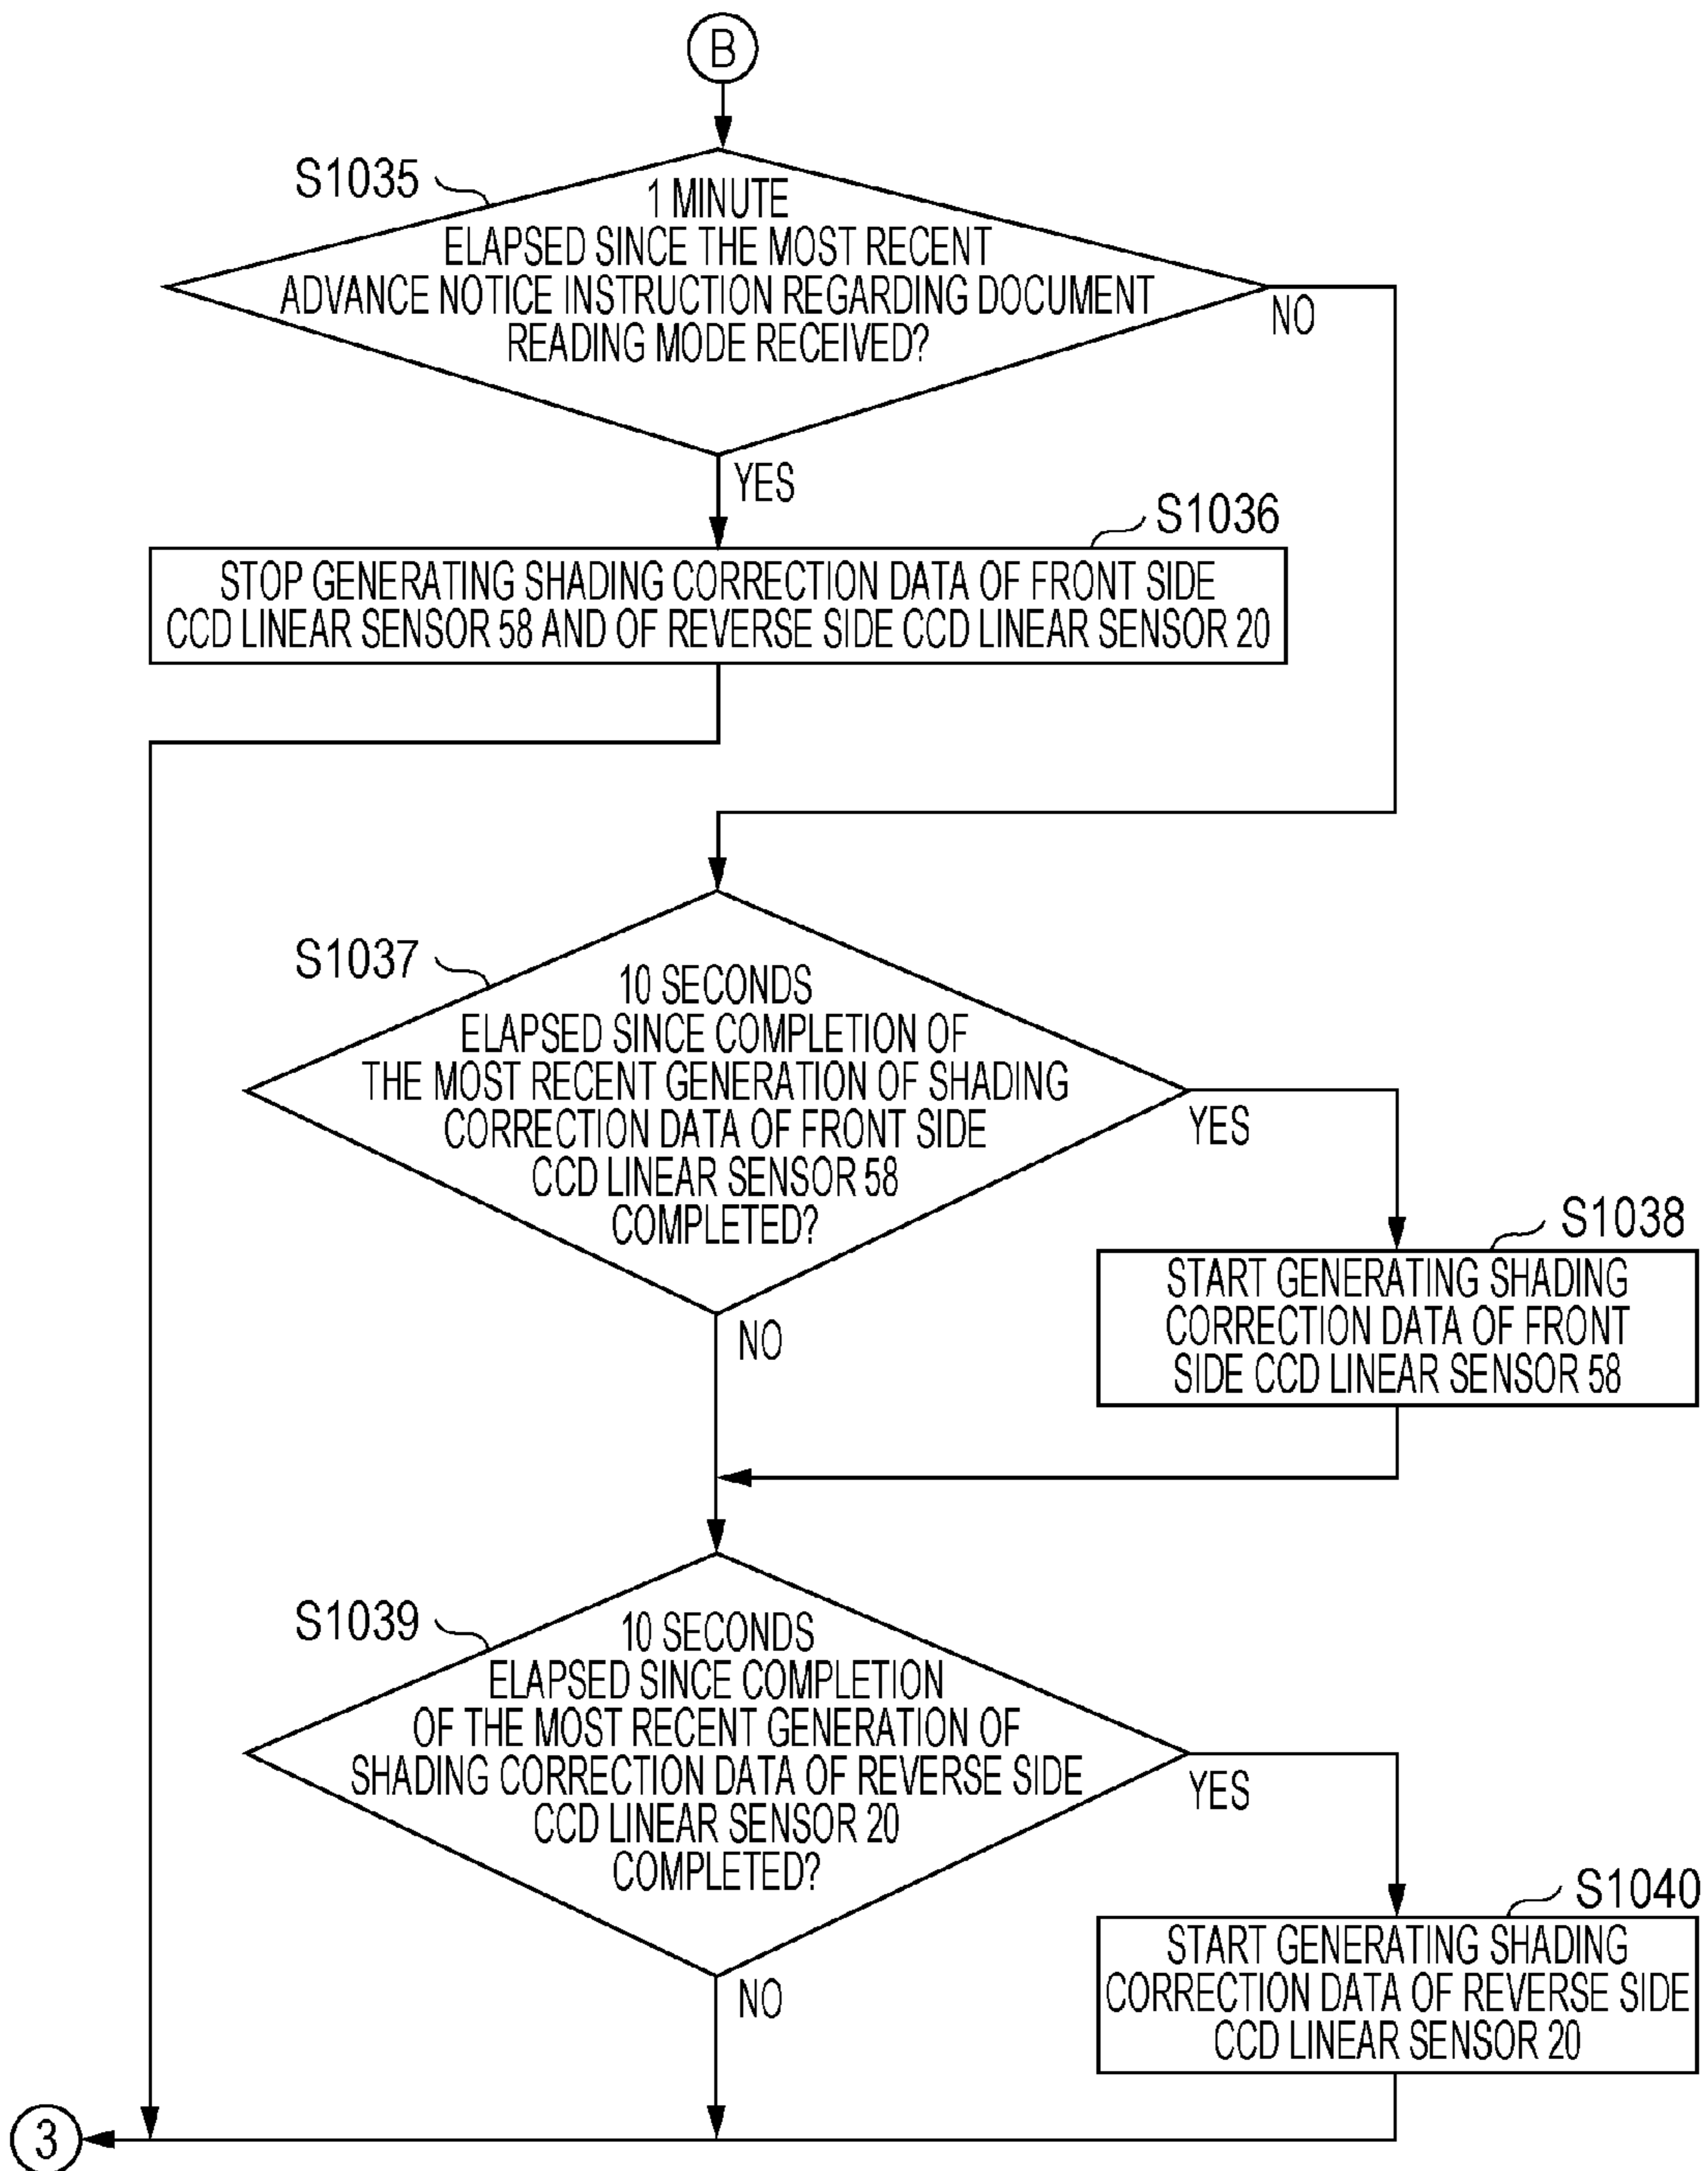 B
S1035
1 MINUTE
ELAPSED SINCE THE MOST RECENT
ADVANCE NOTICE INSTRUCTION REGARDING DOCUMENT
READING MODE RECEIVED?
NO
YES
S1036
STOP GENERATING SHADING CORRECTION DATA OF FRONT SIDE
CCD LINEAR SENSOR 58 AND OF REVERSE SIDE CCD LINEAR SENSOR 20
S1037
10 SECONDS
ELAPSED SINCE COMPLETION OF
THE MOST RECENT GENERATION OF SHADING
CORRECTION DATA OF FRONT SIDE
CCD LINEAR SENSOR 58
COMPLETED?
YES
NO
S1038
START GENERATING SHADING
CORRECTION DATA OF FRONT
SIDE CCD LINEAR SENSOR 58
S1039
10 SECONDS
ELAPSED SINCE COMPLETION
OF THE MOST RECENT GENERATION OF
SHADING CORRECTION DATA OF REVERSE SIDE
CCD LINEAR SENSOR 20
COMPLETED?
YES
NO
S1040
START GENERATING SHADING
CORRECTION DATA OF REVERSE SIDE
CCD LINEAR SENSOR 20
3